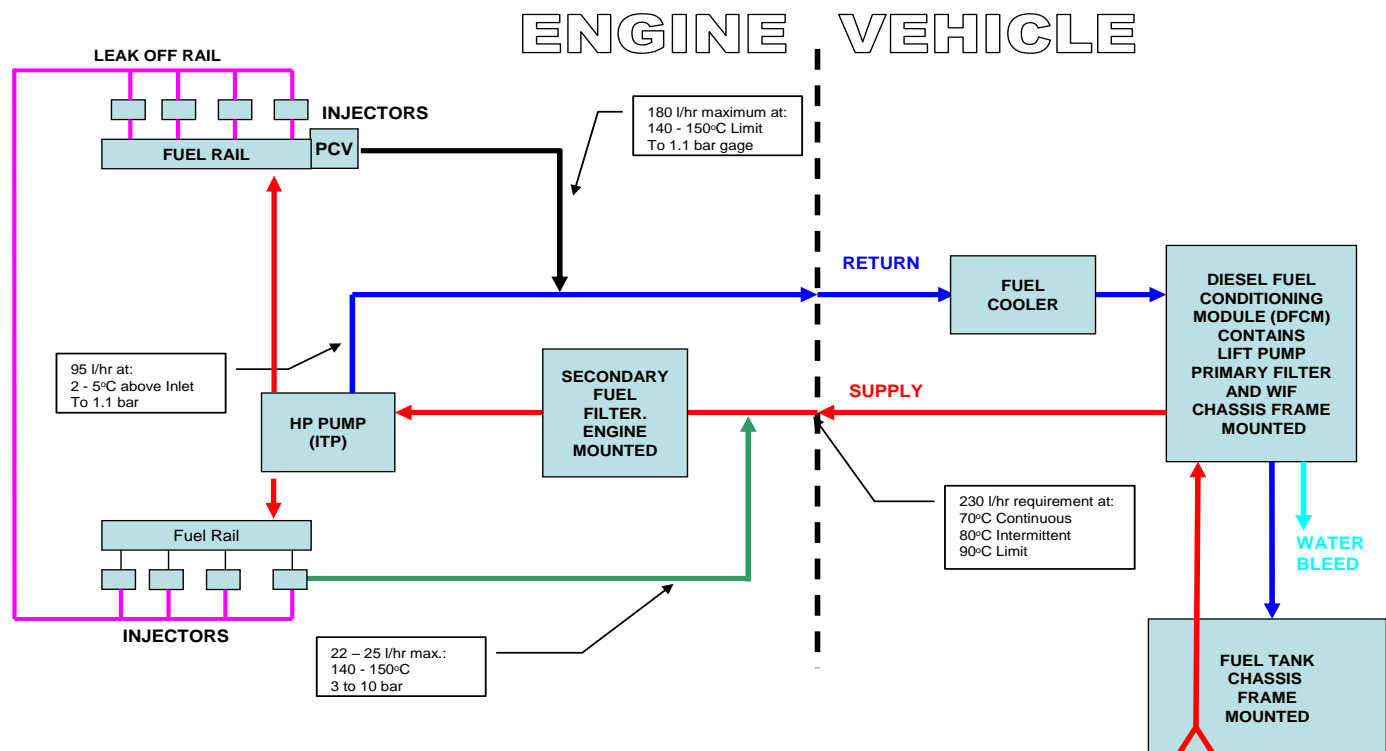 ENGINE VEHICLE
LEAK OFF RAIL
INJECTORS
FUEL RAIL
PCV
180 l/hr maximum at:
140 - 150°C Limit
To 1.1 bar gage
RETURN
FUEL
COOLER
DIESEL FUEL
CONDITIONING
MODULE (DFCM)
CONTAINS
LIFT PUMP
PRIMARY FILTER
AND WIF
CHASSIS FRAME
MOUNTED
95 l/hr at:
2 - 5°C above Inlet
To 1.1 bar
HP PUMP
(ITP)
SECONDARY
FUEL
FILTER.
ENGINE
MOUNTED
SUPPLY
230 l/hr requirement at:
70°C Continuous
80°C Intermittent
90°C Limit
WATER
BLEED
Fuel Rail
INJECTORS
22 – 25 l/hr max.:
140 - 150°C
3 to 10 bar
FUEL TANK
CHASSIS
FRAME
MOUNTED